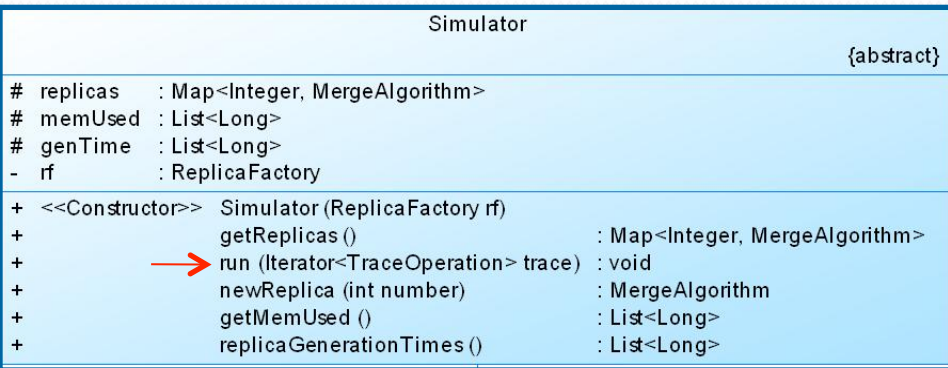 Simulator
{abstract}
# replicas : Map<Integer, MergeAlgorithm>
# memUsed : List<Long>
# genTime : List<Long>
- rf : ReplicaFactory
+ <<Constructor>> Simulator (ReplicaFactory rf)
+ getReplicas () : Map<Integer, MergeAlgorithm>
+ run (Iterator<TraceOperation> trace) : void
+ newReplica (int number) : MergeAlgorithm
+ getMemUsed () : List<Long>
+ replicaGenerationTimes () : List<Long>